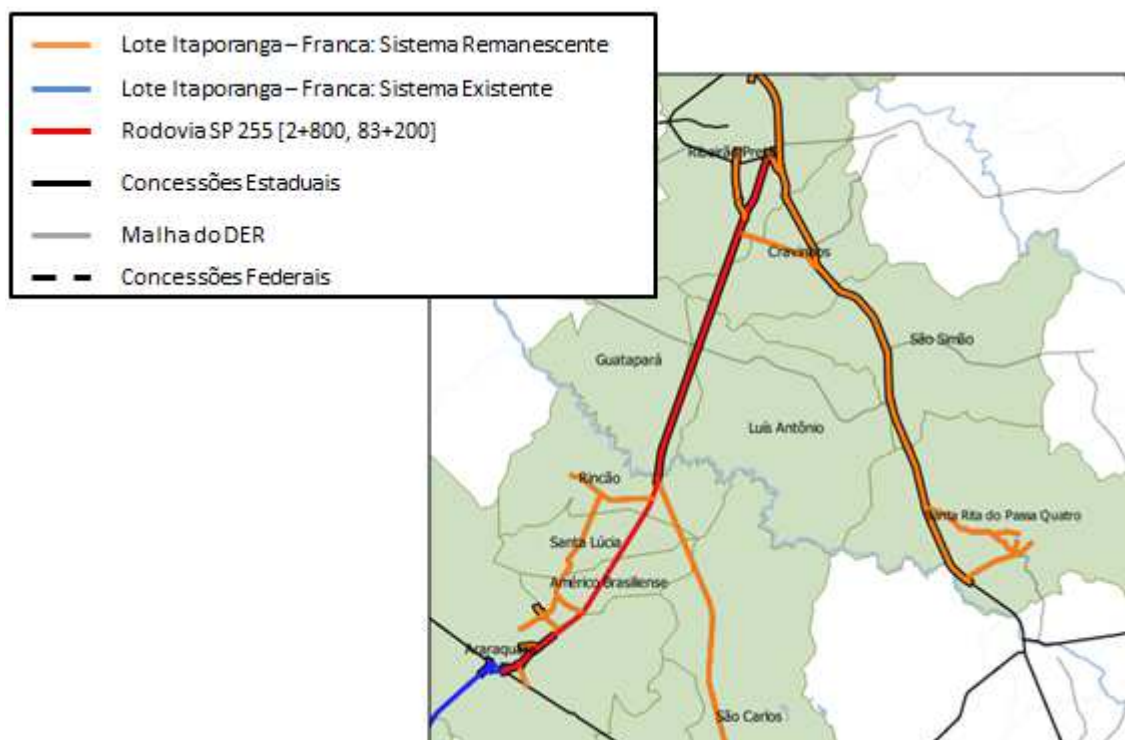 Lote Itaporanga – Franca: Sistema Remanescente
Lote Itaporanga – Franca: Sistema Existente
Rodovia SP 255 [2+800, 83+200]
Concessões Estaduais
Malha do DER
Concessões Federais
Ribeirão Preto
Cravinhos
São Simão
Guatapará
Luís Antônio
Rincão
Santa Rita do Passa Quatro
Santa Lúcia
Américo Brasiliense
Araraquara
São Carlos